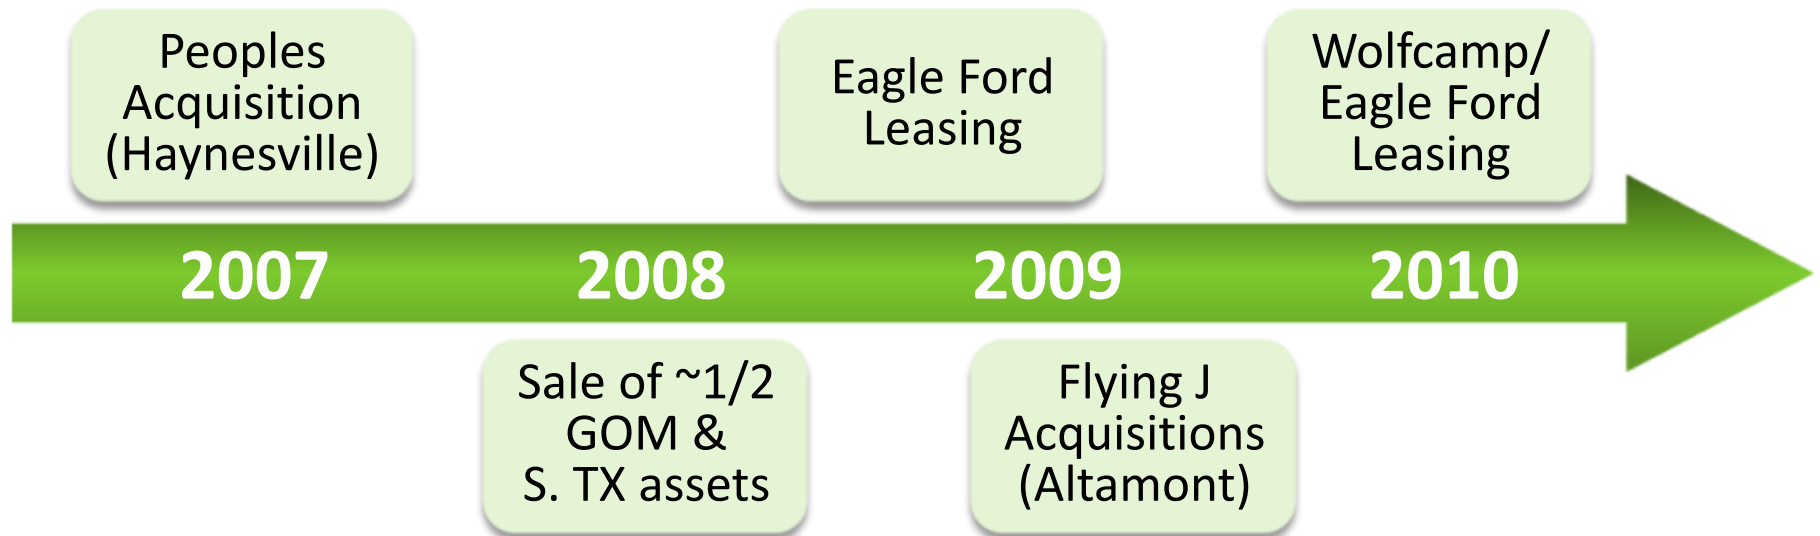 Peoples
Acquisition
(Haynesville)
Eagle Ford
Leasing
Wolfcamp/
Eagle Ford
Leasing
2007 2008 2009 2010
Sale of ~1/2
GOM &
S. TX assets
Flying J
Acquisitions
(Altamont)